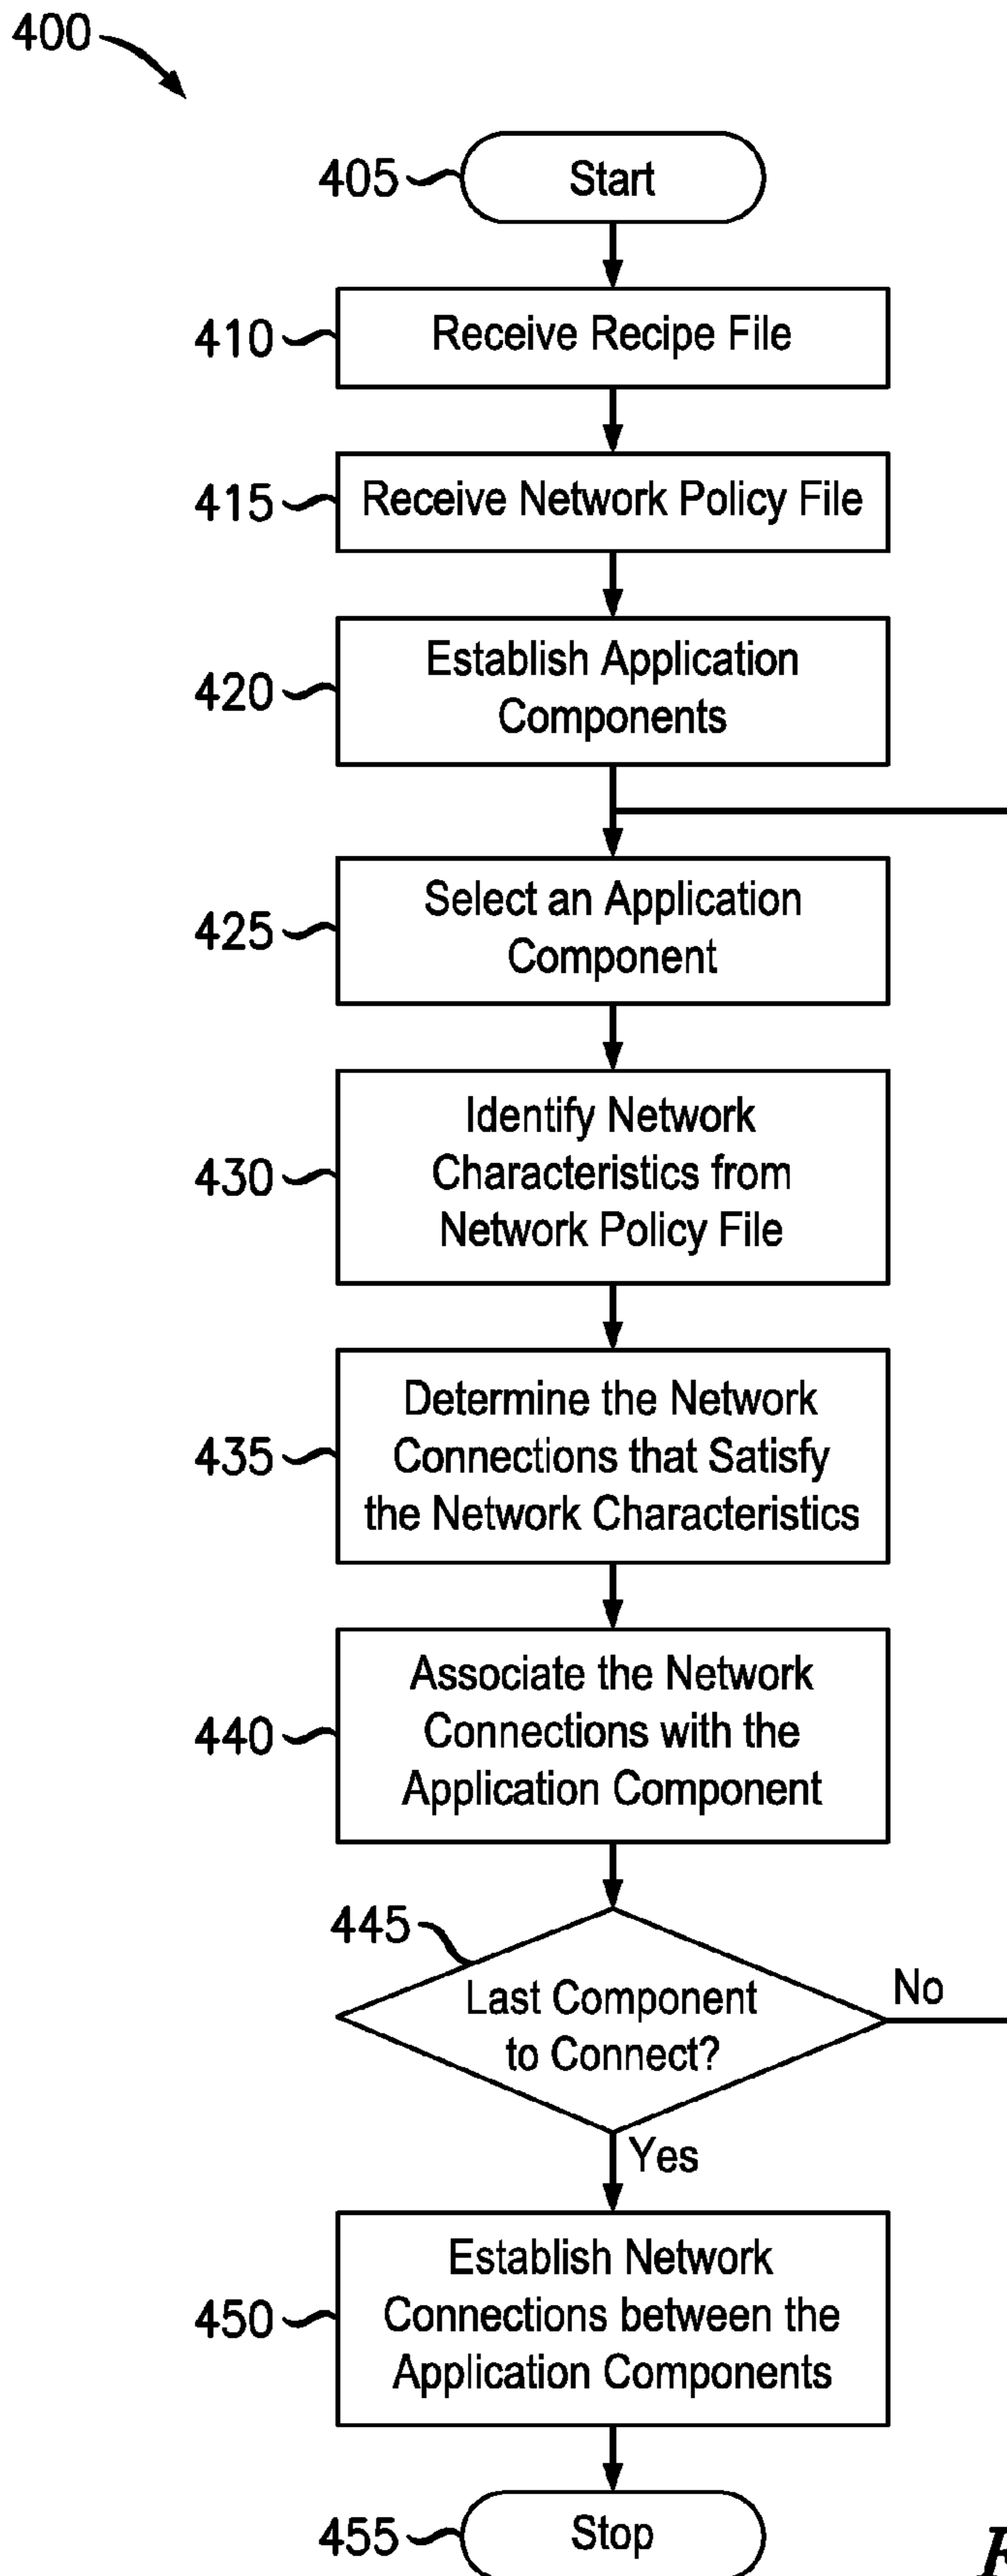 400
405
Start
410
Receive Recipe File
415
Receive Network Policy File
420
Establish Application
Components
425
Select an Application
Component
430
Identify Network
Characteristics from
Network Policy File
435
Determine the Network
Connections that Satisfy
the Network Characteristics
440
Associate the Network
Connections with the
Application Component
445
Last Component
to Connect?
No
Yes
450
Establish Network
Connections between the
Application Components
455
Stop